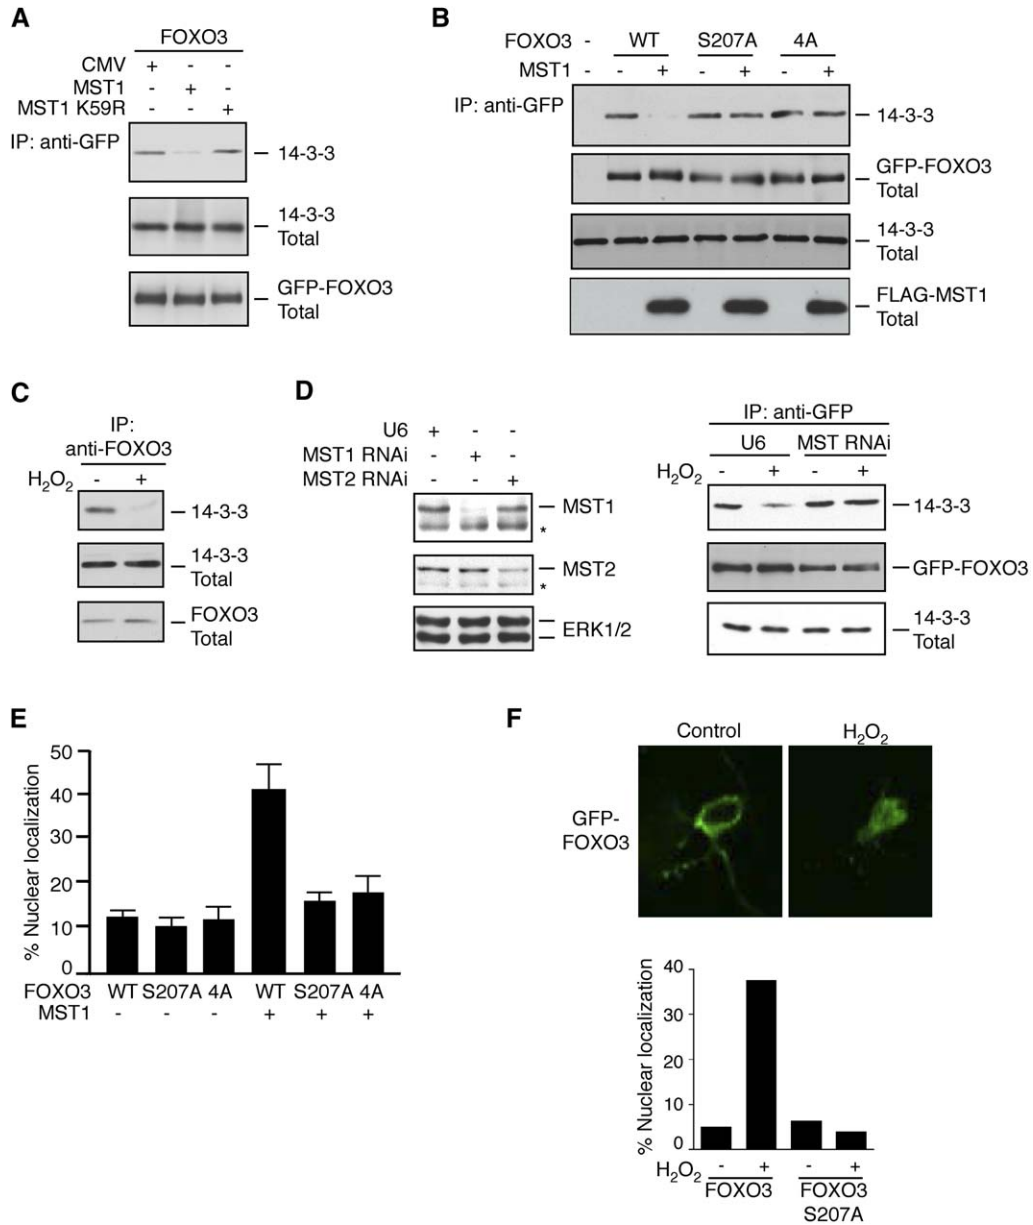 A
FOXO3
CMV + - -
MST1 - + -
MST1 K59R - - +
IP: anti-GFP
14-3-3
14-3-3
Total
GFP-FOXO3
Total
B
FOXO3 - WT S207A 4A
MST1 - - + - + - +
IP: anti-GFP
14-3-3
GFP-FOXO3
Total
14-3-3
Total
FLAG-MST1
Total
C
IP:
anti-FOXO3
H2O2 - +
14-3-3
14-3-3
Total
FOXO3
Total
D
U6 + - -
MST1 RNAi - + -
MST2 RNAi - - +
MST1
*
MST2
*
ERK1/2
IP: anti-GFP
U6 MST RNAi
H2O2 - + - +
14-3-3
GFP-FOXO3
14-3-3
Total
E
% Nuclear localization
50
40
30
20
10
0
FOXO3 WT S207A 4A WT S207A 4A
MST1 - - - + + +
F
Control H2O2
GFP-
FOXO3
% Nuclear localization
40
30
20
10
0
H2O2 - + - +
FOXO3 FOXO3
S207A